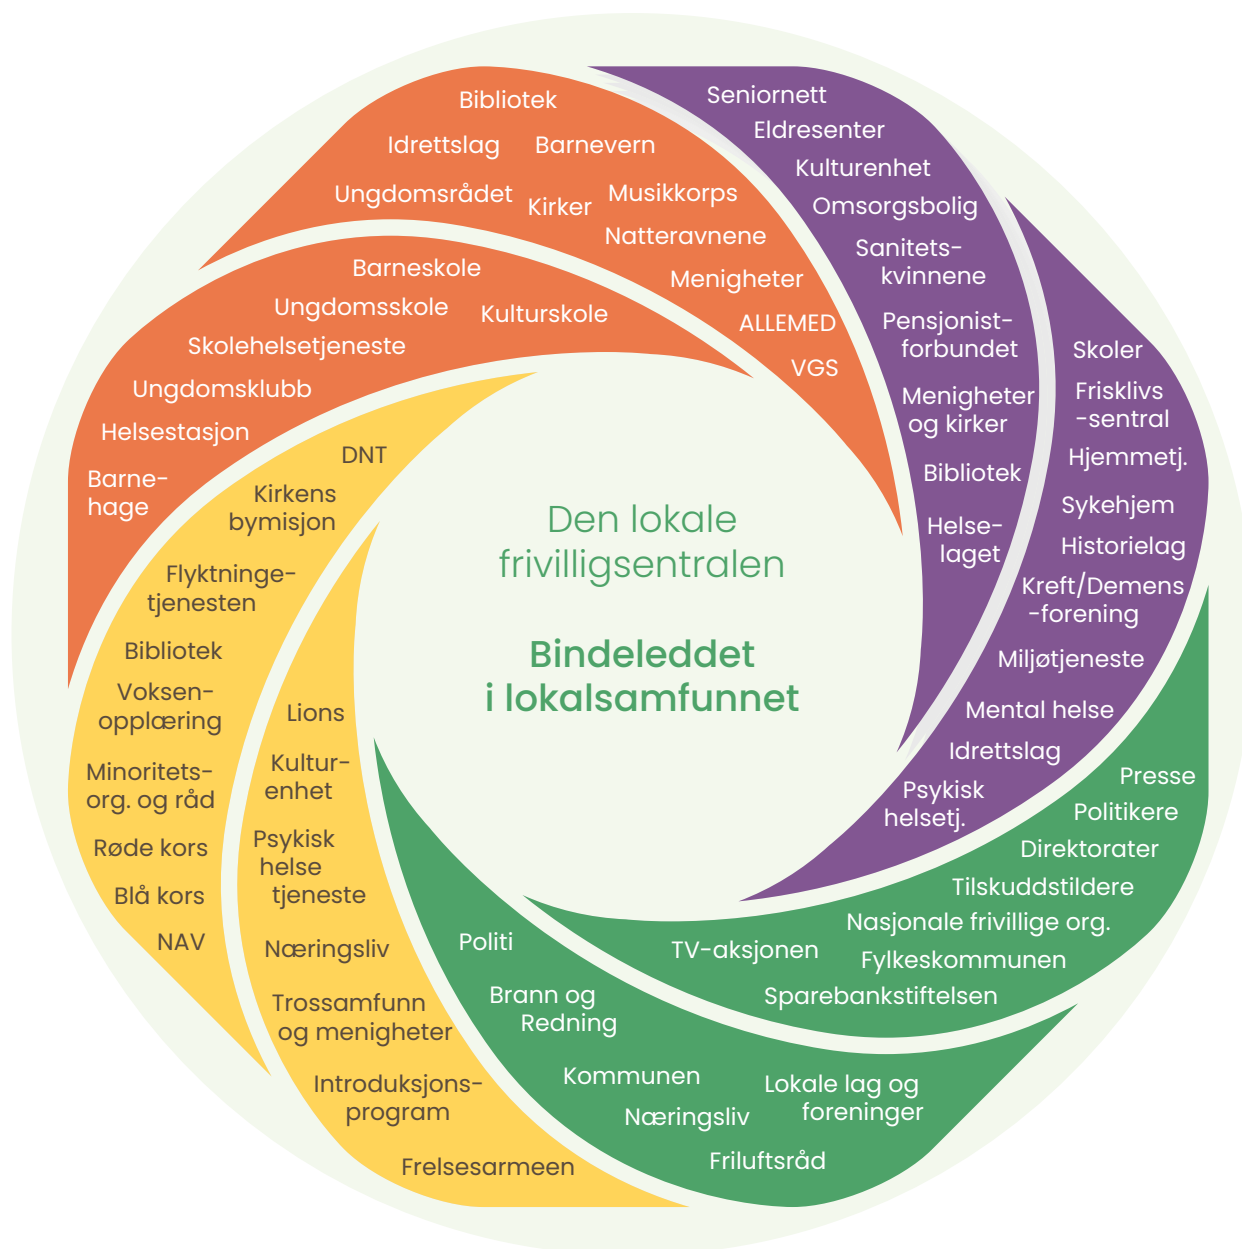 Den lokale
frivilligsentralen
Bindeleddet
i lokalsamfunnet
Bibliotek
Idrettslag
Barnevern
Ungdomsrådet
Kirker
Musikkorps
Natteravnene
Menigheter
ALLEMED
VGS
Barneskole
Ungdomsskole
Kulturskole
Skolehelsetjeneste
Ungdomsklubb
Helsestasjon
Barne-
hage
Seniornett
Eldresenter
Kulturenhet
Omsorgsbolig
Sanitets-
kvinnene
Pensjonist-
forbundet
Menigheter
og kirker
Bibliotek
Helse-
laget
Skoler
Frisklivs
-sentral
Hjemmetj.
Sykehjem
Historielag
Kreft/Demens
-forening
Miljøtjeneste
Mental helse
Idrettslag
Psykisk
helsetj.
Presse
Politikere
Direktorater
Tilskuddstildere
Nasjonale frivillige org.
TV-aksjonen
Fylkeskommunen
Sparebankstiftelsen
Politi
Brann og
Redning
Kommunen
Lokale lag og
foreninger
Næringsliv
Friluftsråd
DNT
Kirkens
bymisjon
Flyktninge-
tjenesten
Bibliotek
Voksen-
opplæring
Minoritets-
org. og råd
Røde kors
Blå kors
NAV
Lions
Kultur-
enhet
Psykisk
helse
tjeneste
Næringsliv
Trossamfunn
og menigheter
Introduksjons-
program
Frelsesarmeen